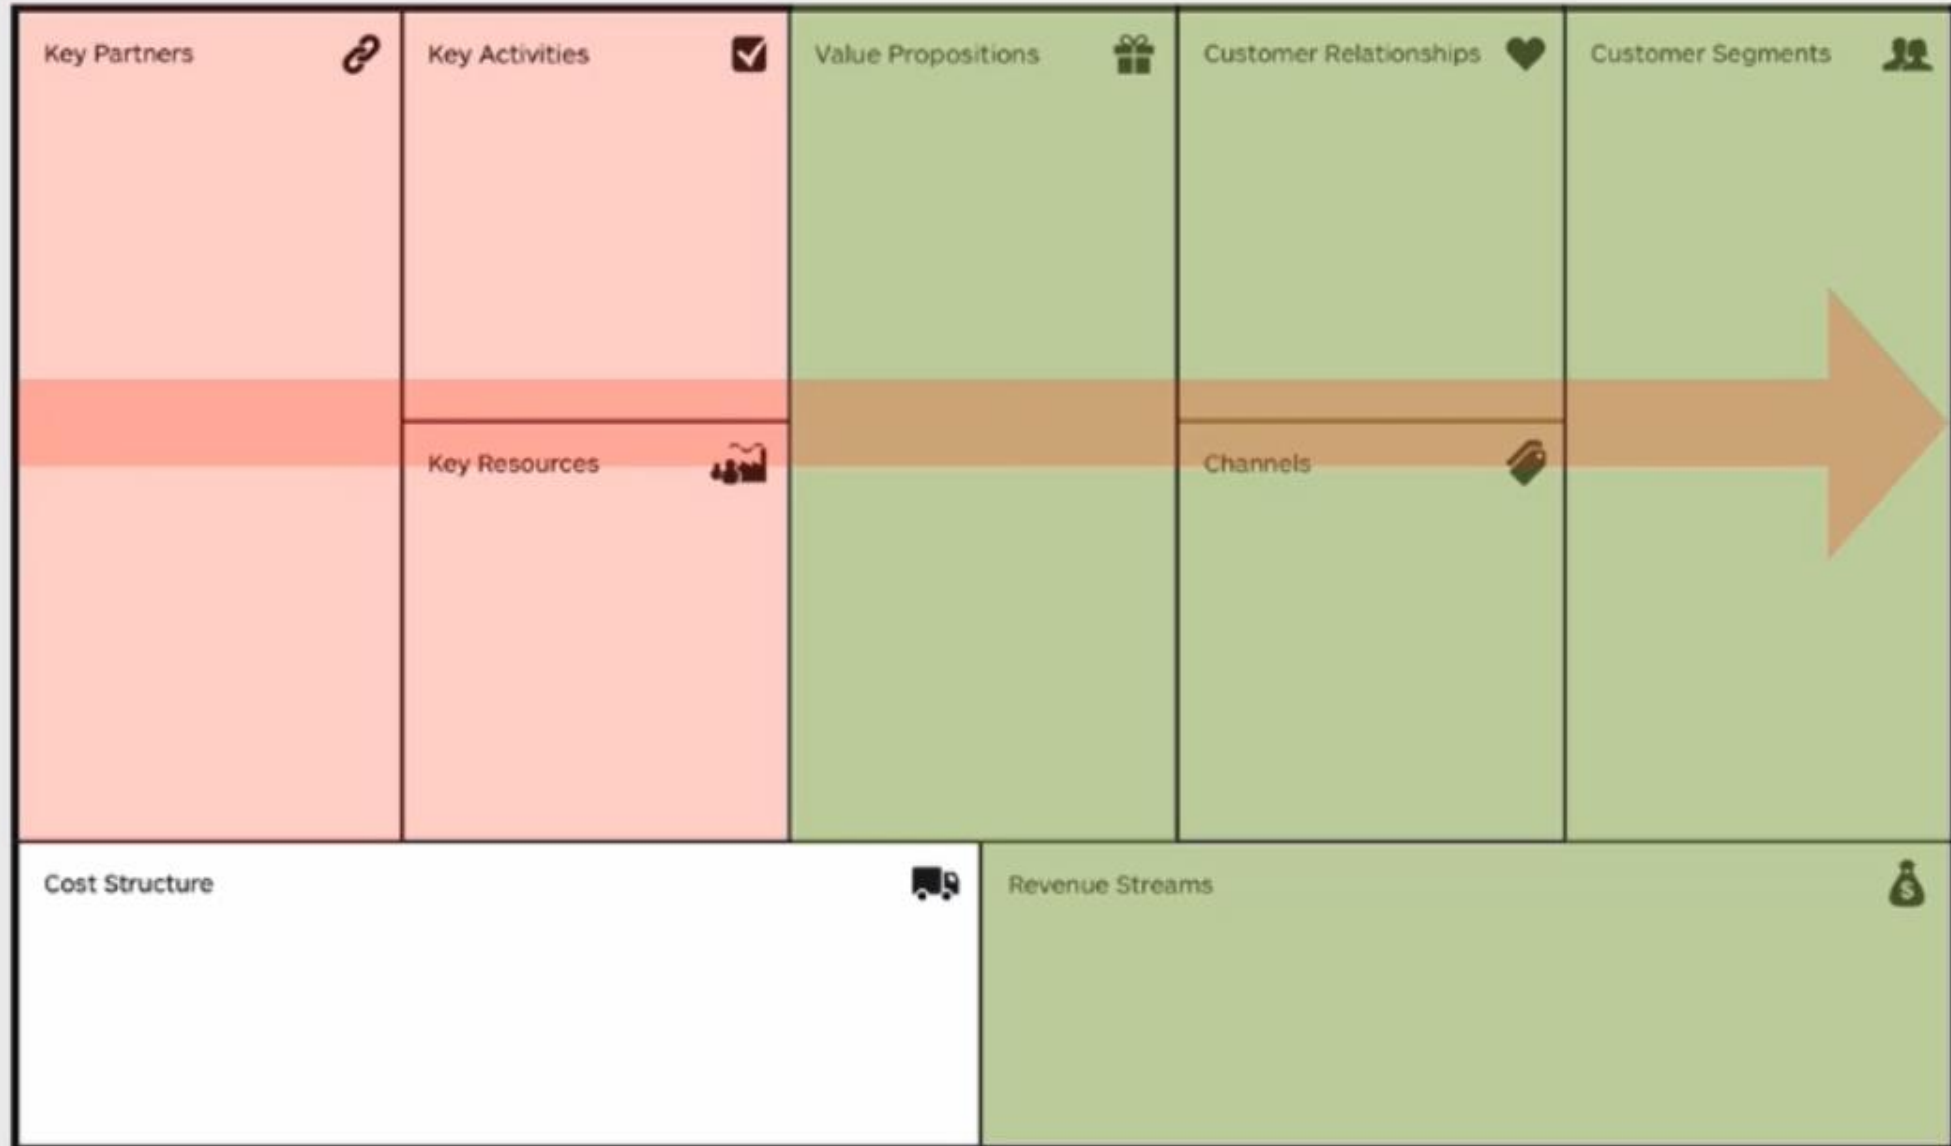 Key Partners
Key Activities
Value Propositions
Customer Relationships
Customer Segments
Key Resources
Channels
Cost Structure
Revenue Streams
$